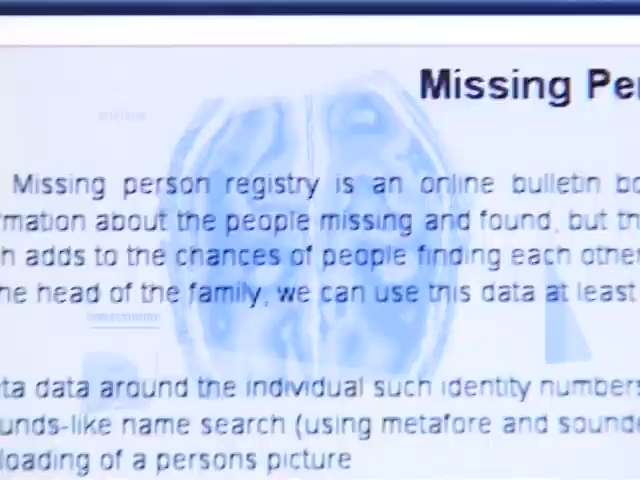 Missing Per
Missing person registry is an online bulletin bo
rmation about the people missing and found, but th
h adds to the chances of people finding each other
he head of the family, we can use this data at least
ta data around the individual such identity numbers
unds-like name search (using metafore and sounde
loading of a persons picture